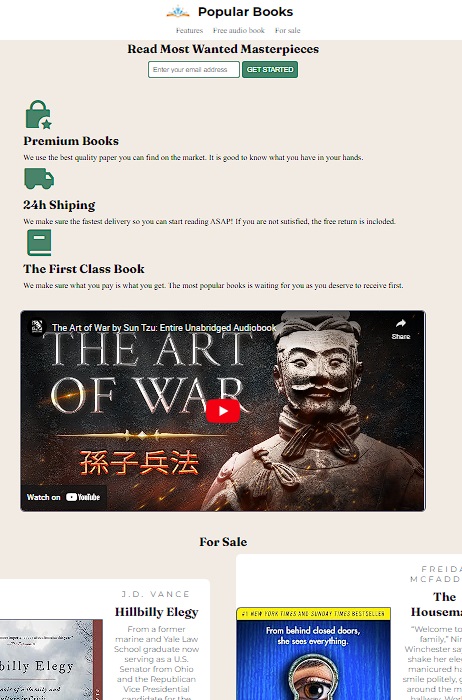 Popular Books
Features Free audio book For sale
Read Most Wanted Masterpieces
Enter your email address GET STARTED
Premium Books
We use the best quality paper you can find on the market. It is good to know what you have in your hands.
24h Shiping
We make sure the fastest delivery so you can start reading ASAP! If you are not sutisfied, the free return is included.
The First Class Book
We make sure what you pay is what you get. The most popular books is waiting for you as you deserve to receive first.
The Art of War by Sun Tzu: Entire Unabridged Audiobook
Share
THE ART
OF WAR
孫子兵法
Watch on YouTube
For Sale
J.D. VANCE
Hillbilly Elegy
From a former
marine and Yale Law
School graduate now
serving as a U.S.
Senator from Ohio
and the Republican
Vice Presidential
candidate for the
billy Elegy
FREIDA
MCFADD
The
Housema
"Welcome to
family," Nin
Winchester say
shake her ele
manicured ha
smile politely, g
around the m
hallway. Wor
#1 NEW YORK TIMES AND SUNDAY TIMES BESTSELLER
From behind closed doors,
she sees everything.